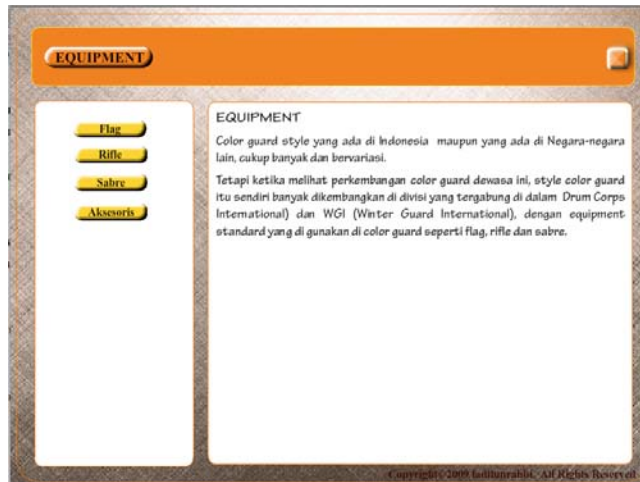 EQUIPMENT
Flag
Rifle
Sabre
Aksesoris
EQUIPMENT
Color guard style yang ada di Indonesia maupun yang ada di Negara-negara
lain, cukup banyak dan bervariasi.
Tetapi ketika melihat perkembangan color guard dewasa ini, style color guard
itu sendiri banyak dikembangkan di divisi yang tergabung di dalam Drum Corps
International) dan WGI (Winter Guard International), dengan equipment
standard yang di gunakan di color guard seperti flag, rifle dan sabre.
Copyright©2009 All Rights Reserved